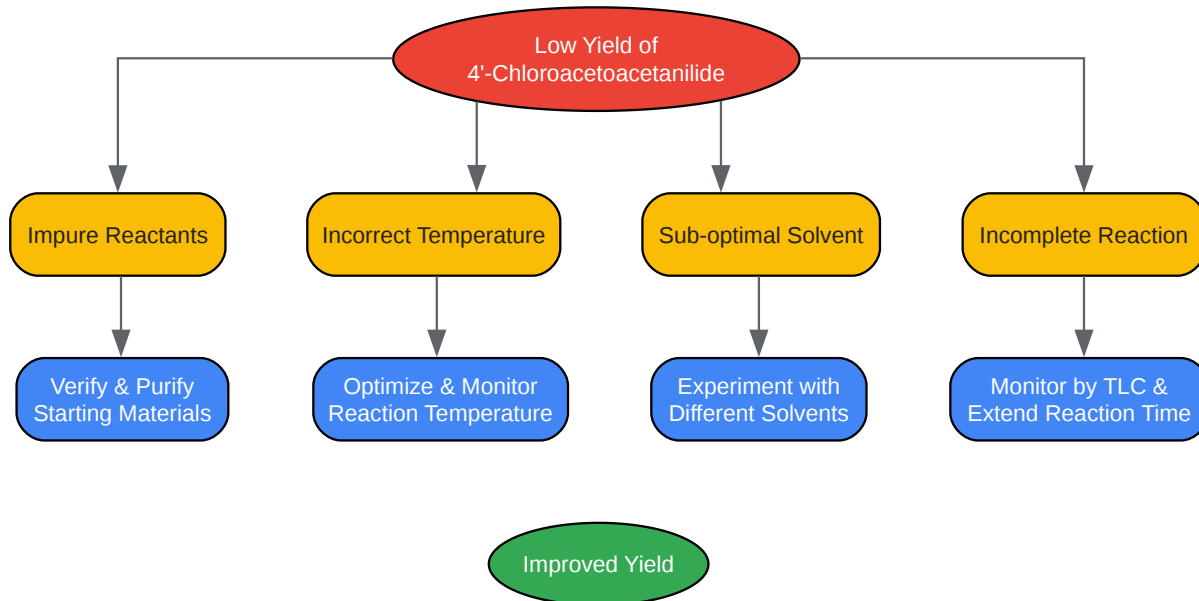 Low Yield of
4'-Chloroacetoacetanilide
Impure Reactants
Incorrect Temperature
Sub-optimal Solvent
Incomplete Reaction
Verify & Purify
Starting Materials
Optimize & Monitor
Reaction Temperature
Experiment with
Different Solvents
Monitor by TLC &
Extend Reaction Time
Improved Yield